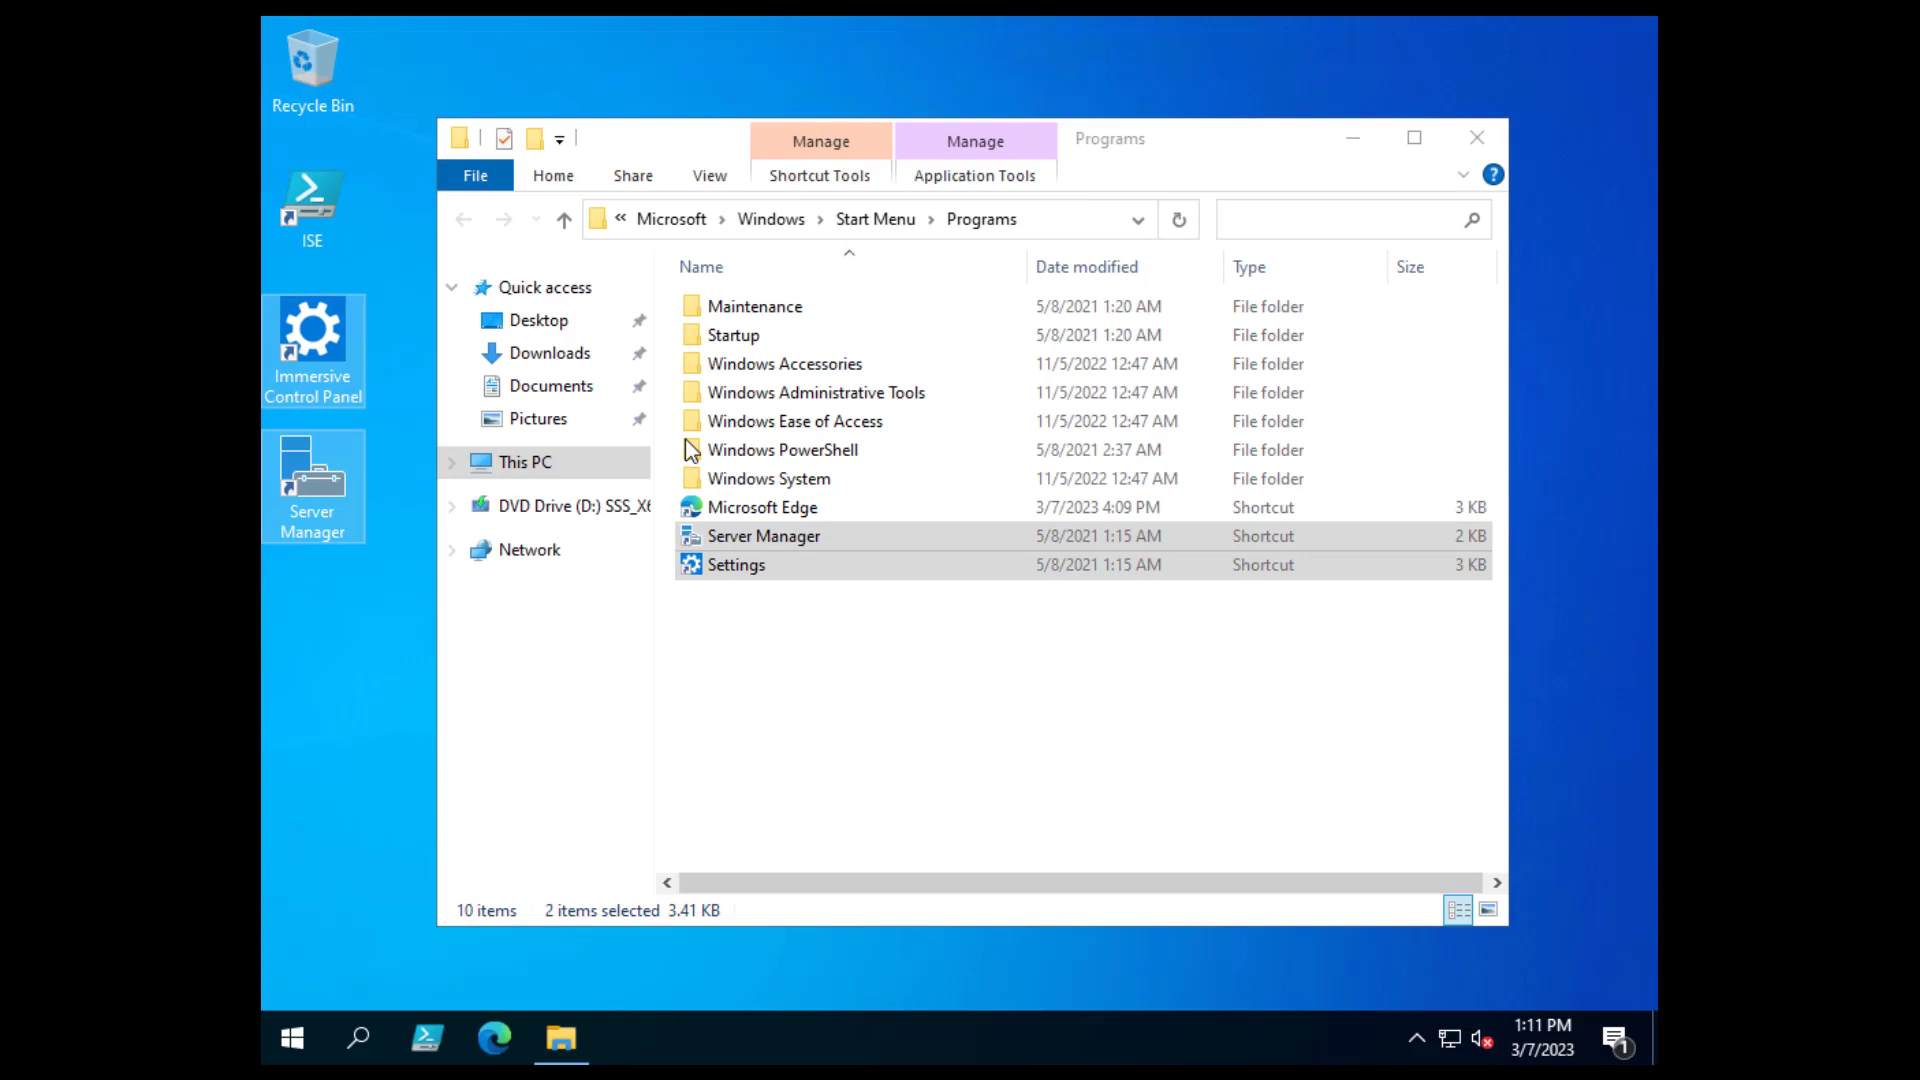 Recycle Bin
ISE
Immersive
Control Panel
Server
Manager
Manage
Manage
Programs
File
Home
Share
View
Shortcut Tools
Application Tools
?
« Microsoft › Windows › Start Menu › Programs
Name
Date modified
Type
Size
Quick access
Desktop
Downloads
Documents
Pictures
This PC
DVD Drive (D:) SSS_X6
Network
Maintenance 5/8/2021 1:20 AM File folder
Startup 5/8/2021 1:20 AM File folder
Windows Accessories 11/5/2022 12:47 AM File folder
Windows Administrative Tools 11/5/2022 12:47 AM File folder
Windows Ease of Access 11/5/2022 12:47 AM File folder
Windows PowerShell 5/8/2021 2:37 AM File folder
Windows System 11/5/2022 12:47 AM File folder
Microsoft Edge 3/7/2023 4:09 PM Shortcut 3 KB
Server Manager 5/8/2021 1:15 AM Shortcut 2 KB
Settings 5/8/2021 1:15 AM Shortcut 3 KB
10 items 2 items selected 3.41 KB
1:11 PM
3/7/2023
1